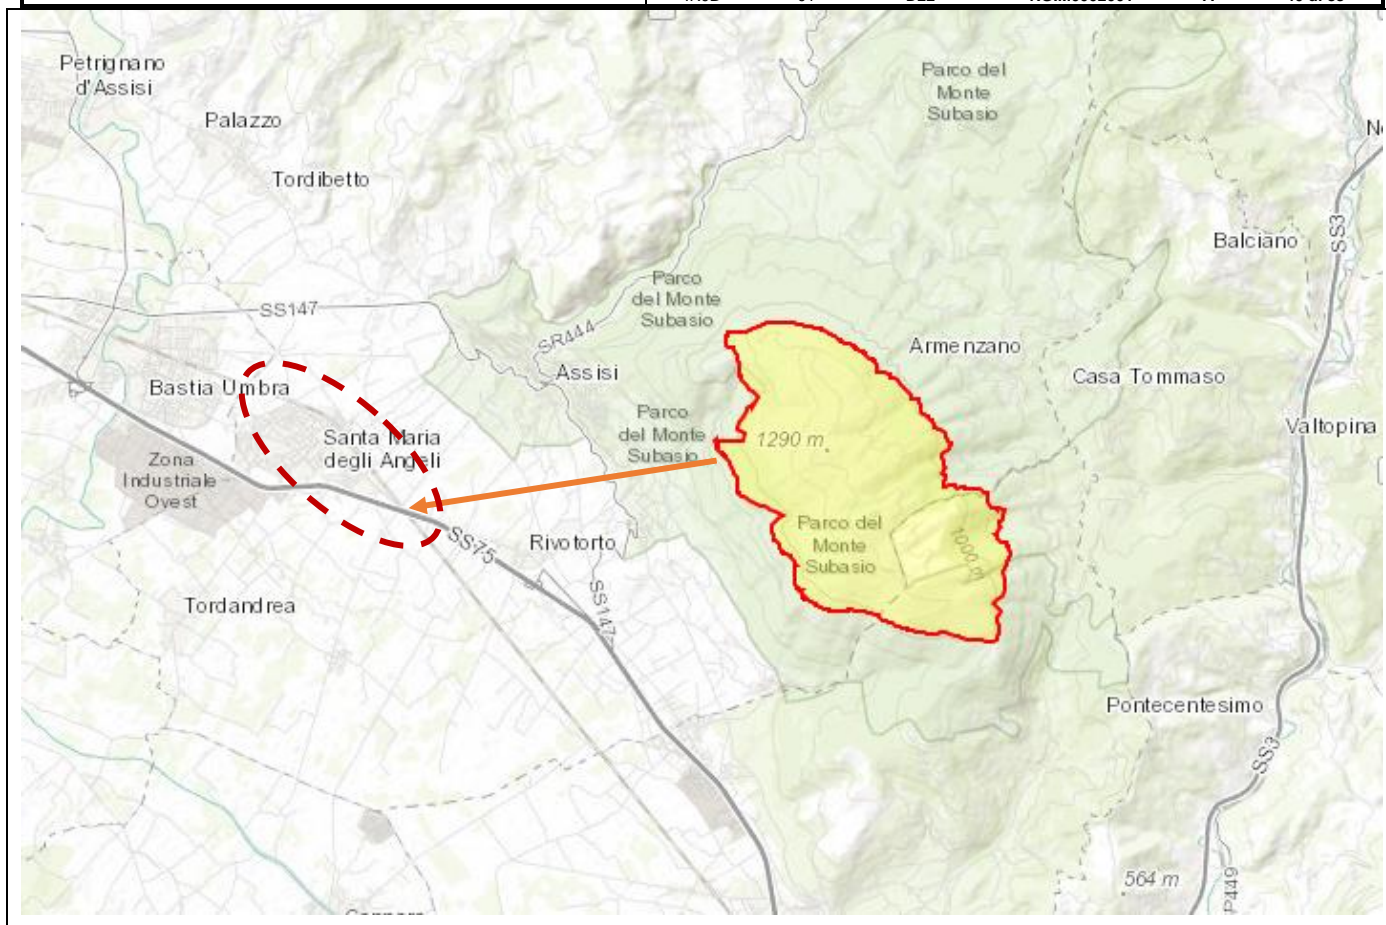 Petrignano
d'Assisi
Parco del
Monte
Subasio
Palazzo
Tordibetto
SS3
Balciano
Parco
del Monte
Subasio
SS147
SR444
Armenzano
Assisi
Casa Tommaso
Bastia Umbra
Parco
del Monte
Subasio
Valtopina
Santa Maria
degli Angeli
1290 m
Zona
Industriale
Ovest
Parco del
Monte
Subasio
1000 m
SS75
Rivotorto
SS147
Tordandrea
Pontecentesimo
SS3
564 m